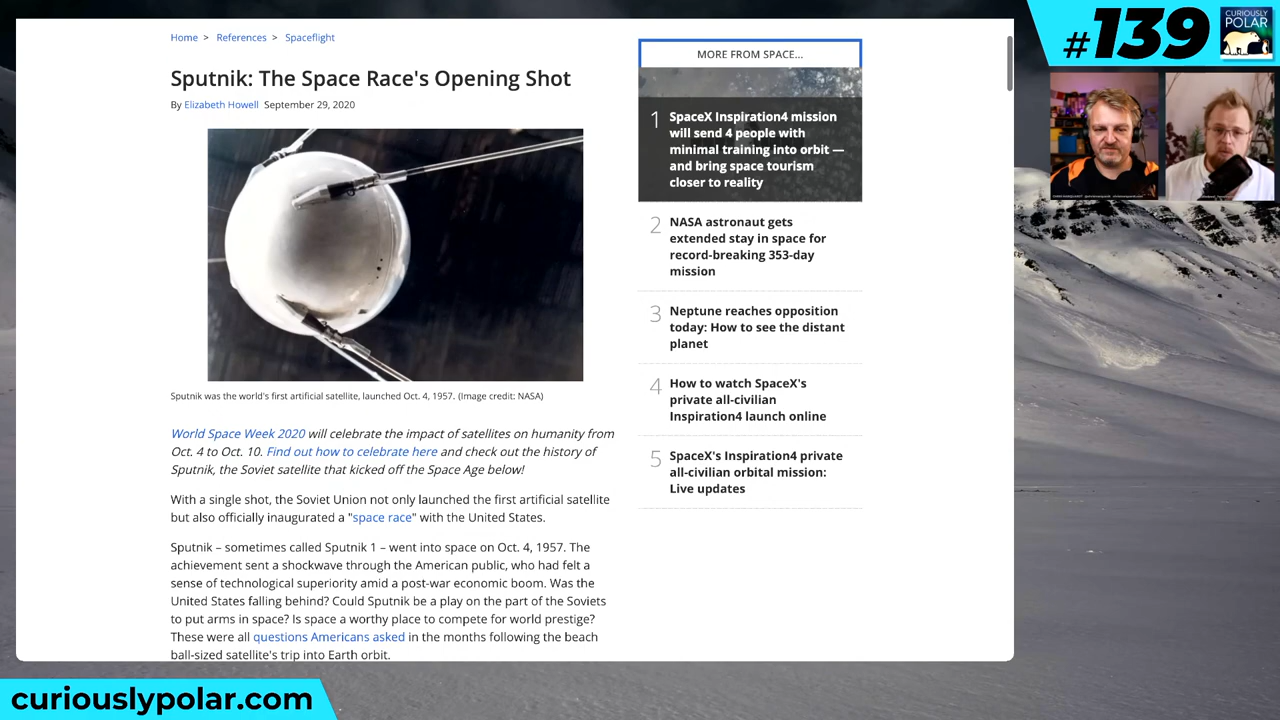 Home > References > Spaceflight
Sputnik: The Space Race's Opening Shot
By Elizabeth Howell September 29, 2020
Sputnik was the world's first artificial satellite, launched Oct. 4, 1957. (Image credit: NASA)
World Space Week 2020 will celebrate the impact of satellites on humanity from
Oct. 4 to Oct. 10. Find out how to celebrate here and check out the history of
Sputnik, the Soviet satellite that kicked off the Space Age below!
With a single shot, the Soviet Union not only launched the first artificial satellite
but also officially inaugurated a "space race" with the United States.
Sputnik – sometimes called Sputnik 1 – went into space on Oct. 4, 1957. The
achievement sent a shockwave through the American public, who had felt a
sense of technological superiority amid a post-war economic boom. Was the
United States falling behind? Could Sputnik be a play on the part of the Soviets
to put arms in space? Is space a worthy place to compete for world prestige?
These were all questions Americans asked in the months following the beach
ball-sized satellite's trip into Earth orbit.
MORE FROM SPACE...
1 SpaceX Inspiration4 mission
will send 4 people with
minimal training into orbit —
and bring space tourism
closer to reality
2 NASA astronaut gets
extended stay in space for
record-breaking 353-day
mission
3 Neptune reaches opposition
today: How to see the distant
planet
4 How to watch SpaceX's
private all-civilian
Inspiration4 launch online
5 SpaceX's Inspiration4 private
all-civilian orbital mission:
Live updates
#139
CURIOUSLY
POLAR
curiouslypolar.com